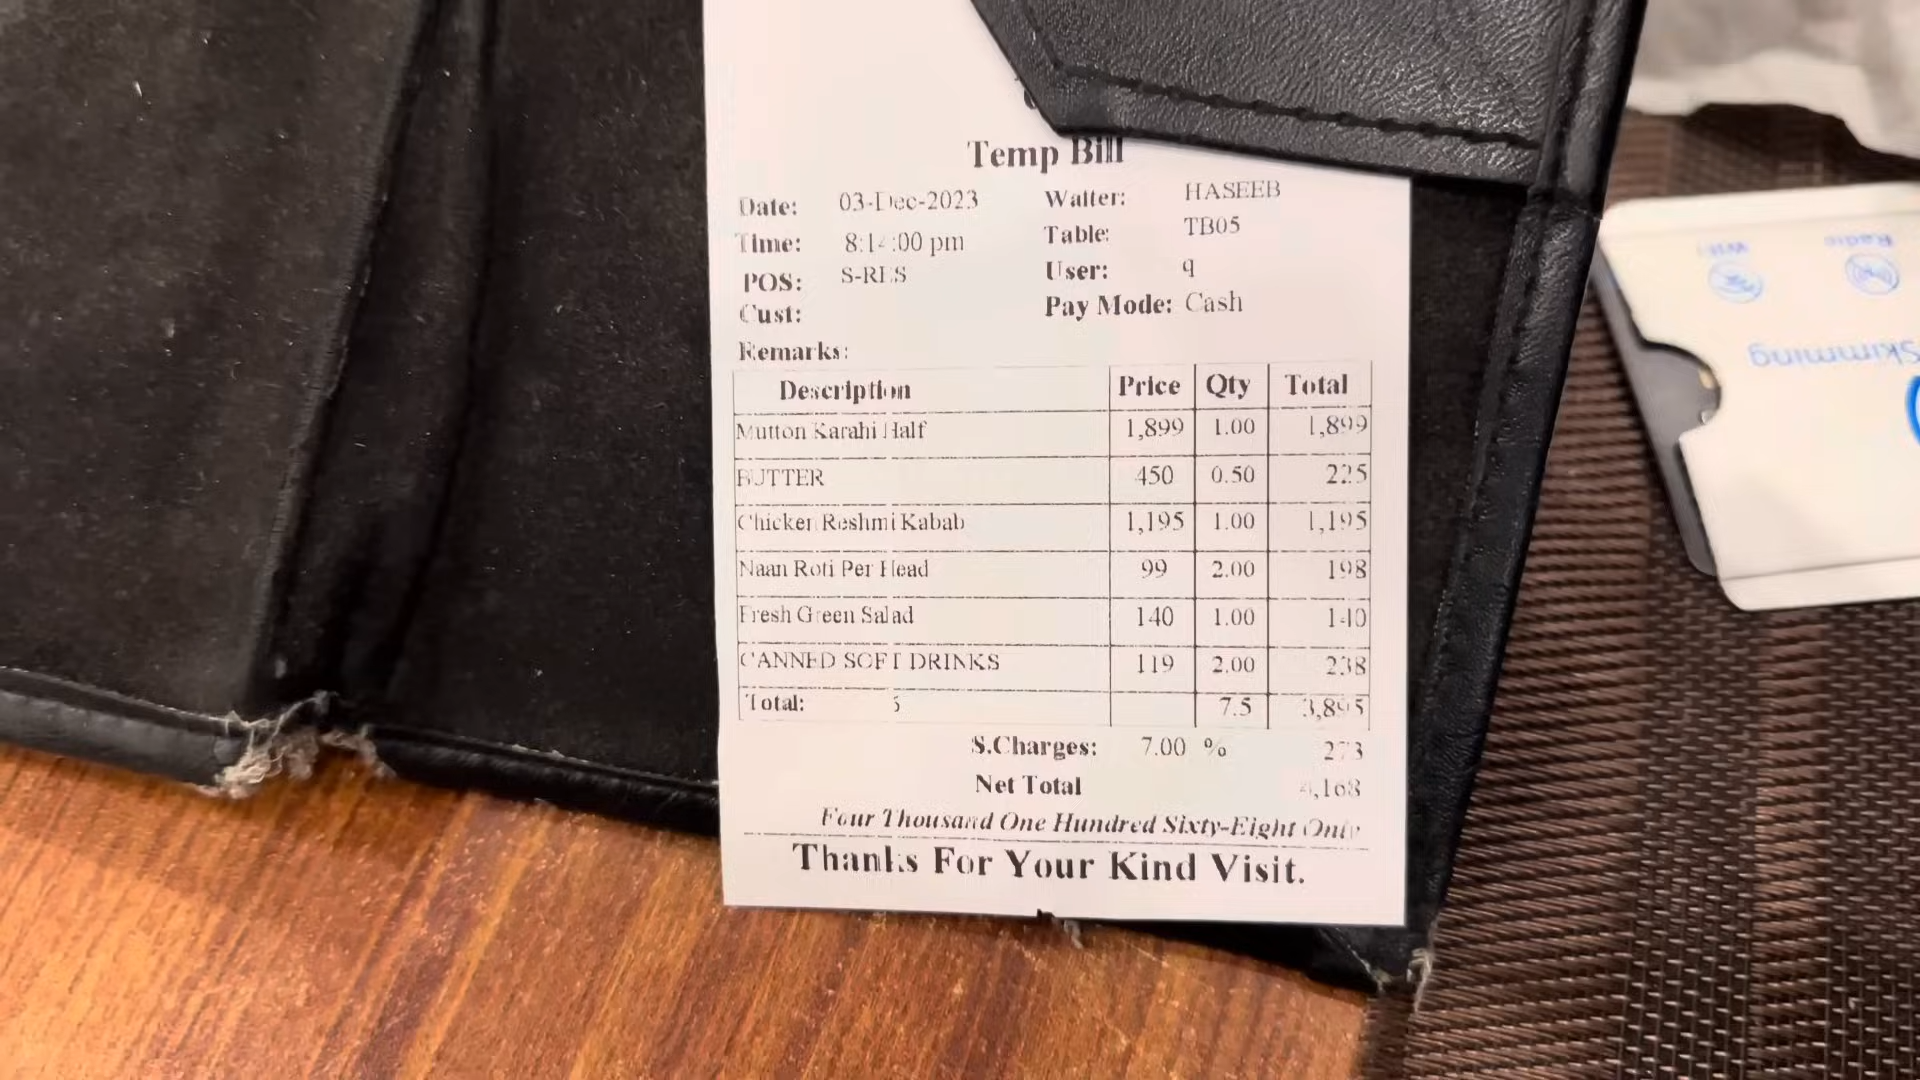 Temp Bill
Date: 03-Dec-2023 Waiter: HASEEB
Time: 8:14:00 pm Table: TB05
POS: S-RES User: q
Cust: Pay Mode: Cash
Remarks:
Description Price Qty Total
Mutton Karahi Half 1,899 1.00 1,899
BUTTER 450 0.50 225
Chicken Reshmi Kabab 1,195 1.00 1,195
Naan Roti Per Head 99 2.00 198
Fresh Green Salad 140 1.00 140
CANNED SOFT DRINKS 119 2.00 238
Total: 6 7.5 3,895
S.Charges: 7.00 % 273
Net Total 4,168
Four Thousand One Hundred Sixty-Eight Only
Thanks For Your Kind Visit.
WIFI Radio
Skimming